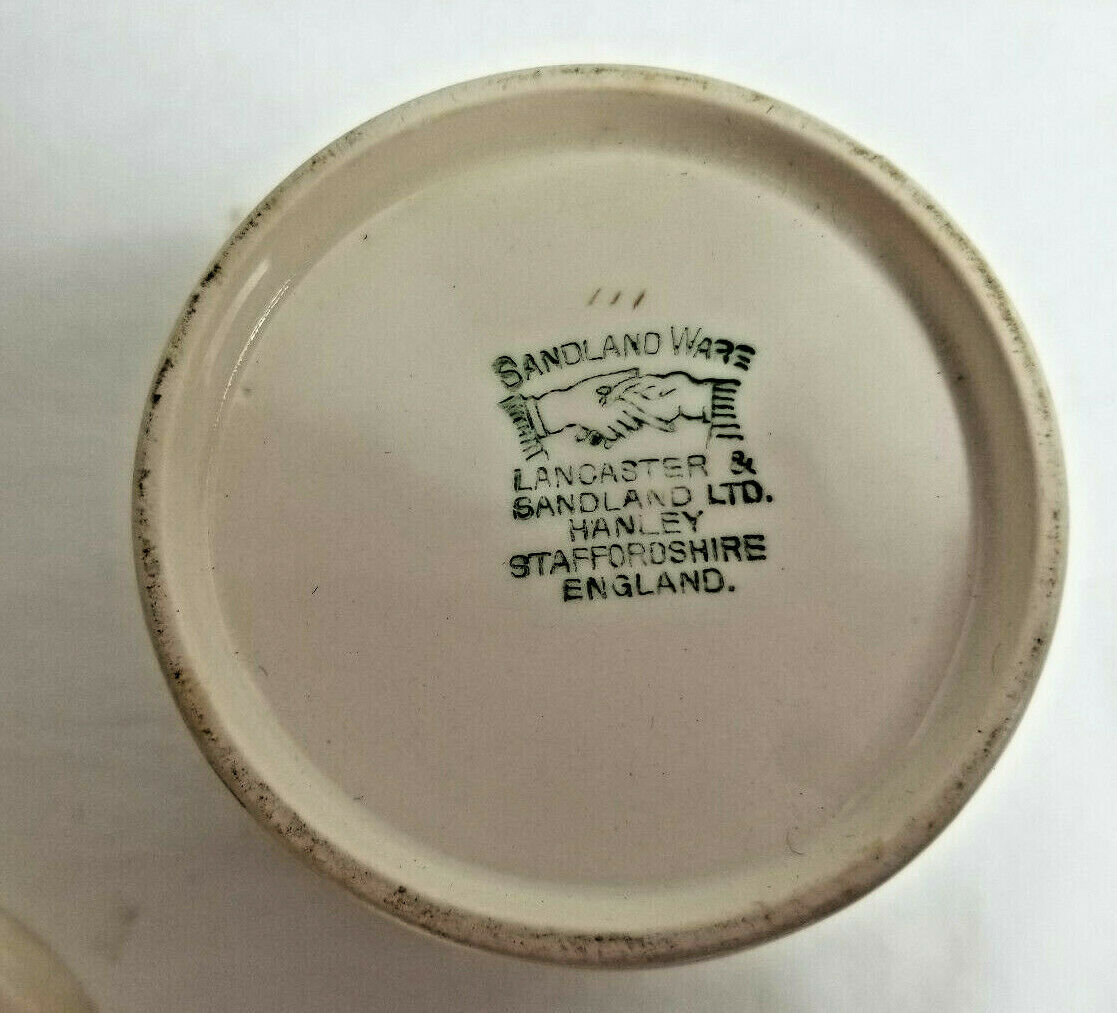 SANDLAND WARE
LANCASTER &
SANDLAND LTD.
HANLEY
STAFFORDSHIRE
ENGLAND.